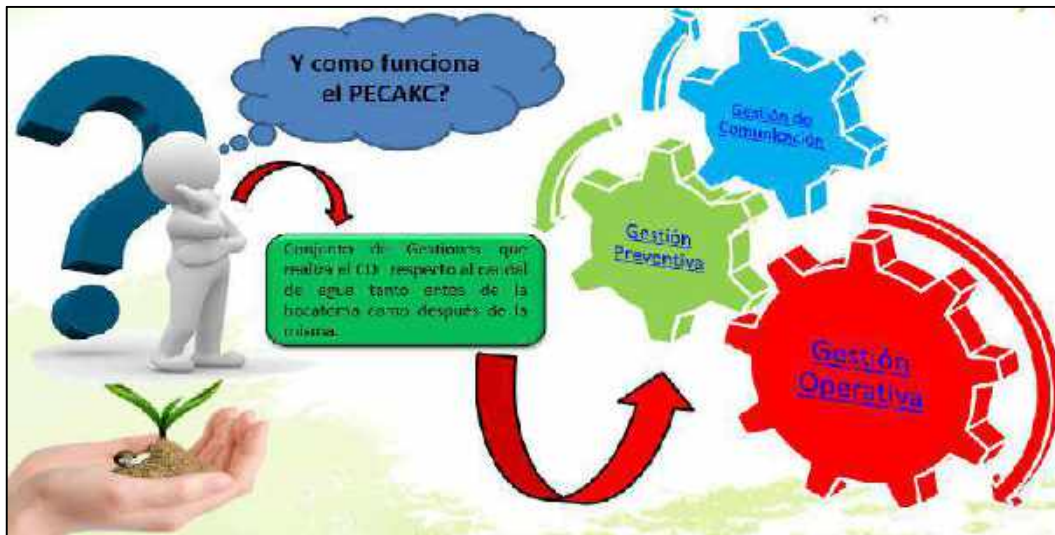 Y como funciona
el PECAKC?
Gestión de
Comunicación
Gestión
Preventiva
Conjunto de Gestiones que
realiza el respecto al caudal
de agua tanto antes de la
bocatoma como después de la
misma.
Gestión
Operativa